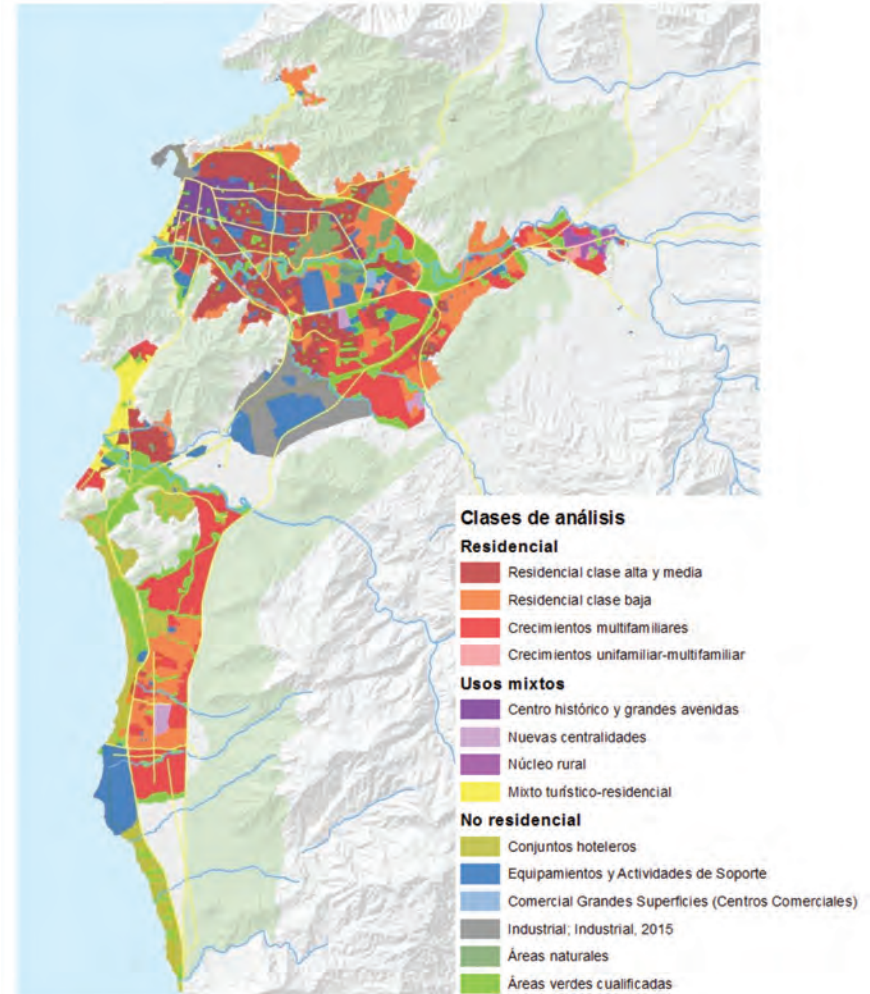 Clases de análisis
Residencial
Residencial clase alta y media
Residencial clase baja
Crecimientos multifamiliares
Crecimientos unifamiliar-multifamiliar
Usos mixtos
Centro histórico y grandes avenidas
Nuevas centralidades
Núcleo rural
Mixto turístico-residencial
No residencial
Conjuntos hoteleros
Equipamientos y Actividades de Soporte
Comercial Grandes Superficies (Centros Comerciales)
Industrial; Industrial, 2015
Áreas naturales
Áreas verdes cualificadas